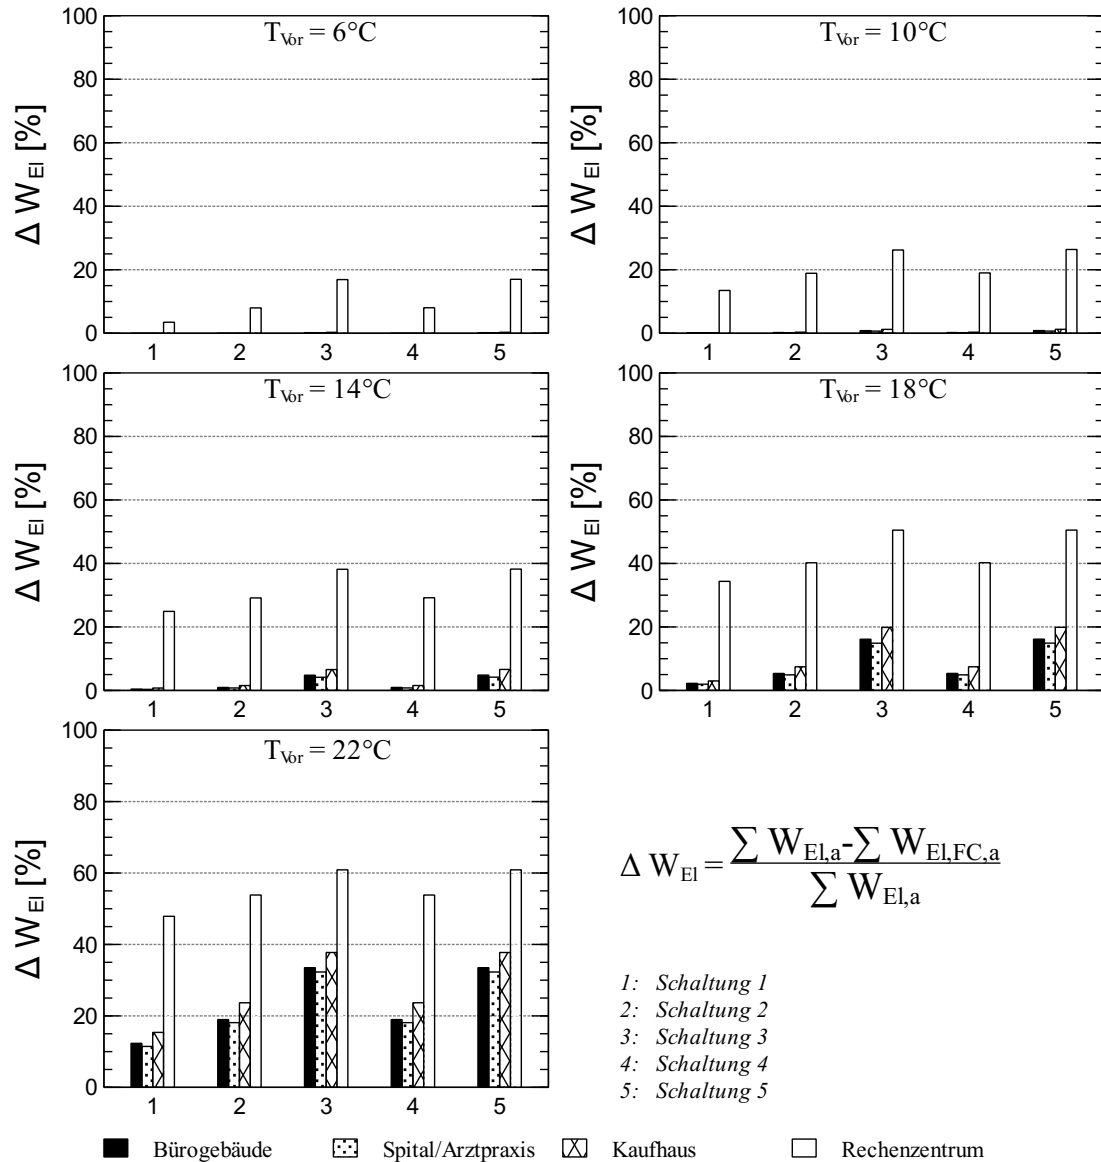 T_Vor = 6°C
Δ W_El [%]
100
80
60
40
20
0
1 2 3 4 5
T_Vor = 10°C
Δ W_El [%]
100
80
60
40
20
0
1 2 3 4 5
T_Vor = 14°C
Δ W_El [%]
100
80
60
40
20
0
1 2 3 4 5
T_Vor = 18°C
Δ W_El [%]
100
80
60
40
20
0
1 2 3 4 5
T_Vor = 22°C
Δ W_El [%]
100
80
60
40
20
0
1 2 3 4 5
Δ W_El = (∑ W_El,a - ∑ W_El,FC,a) / ∑ W_El,a
1: Schaltung 1
2: Schaltung 2
3: Schaltung 3
4: Schaltung 4
5: Schaltung 5
Bürogebäude Spital/Arztpraxis Kaufhaus Rechenzentrum